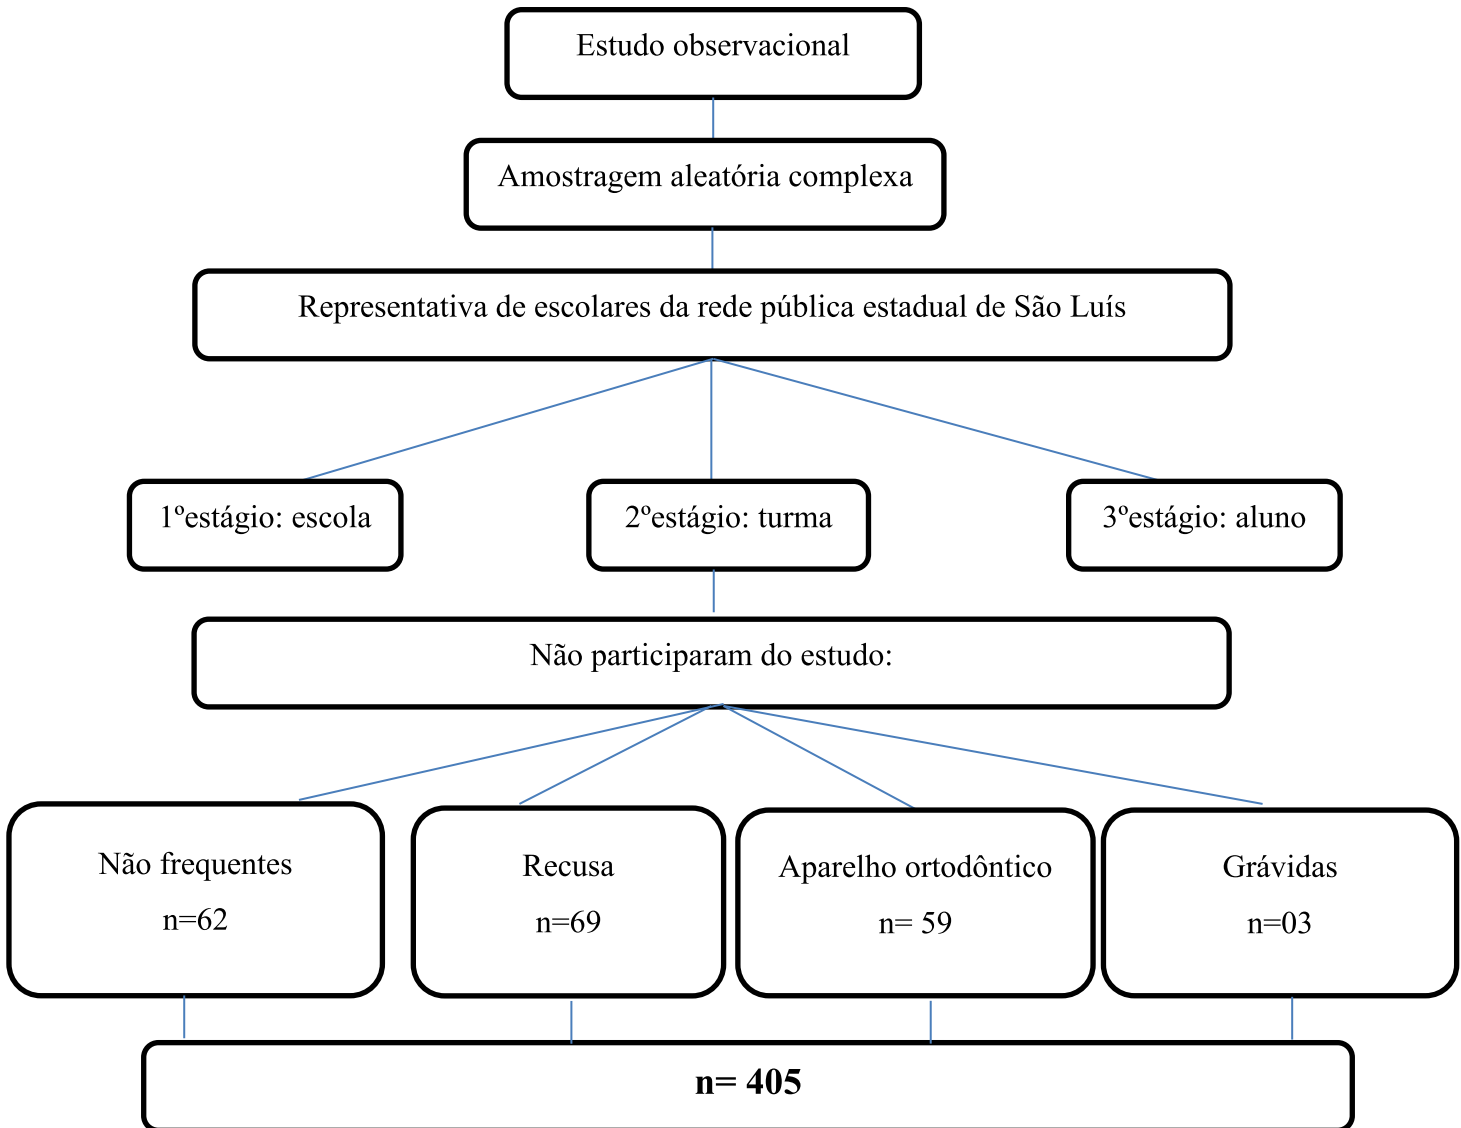 Estudo observacional
Amostragem aleatória complexa
Representativa de escolares da rede pública estadual de São Luís
1ºestágio: escola
2ºestágio: turma
3ºestágio: aluno
Não participaram do estudo:
Não frequentes
n=62
Recusa
n=69
Aparelho ortodôntico
n= 59
Grávidas
n=03
n= 405